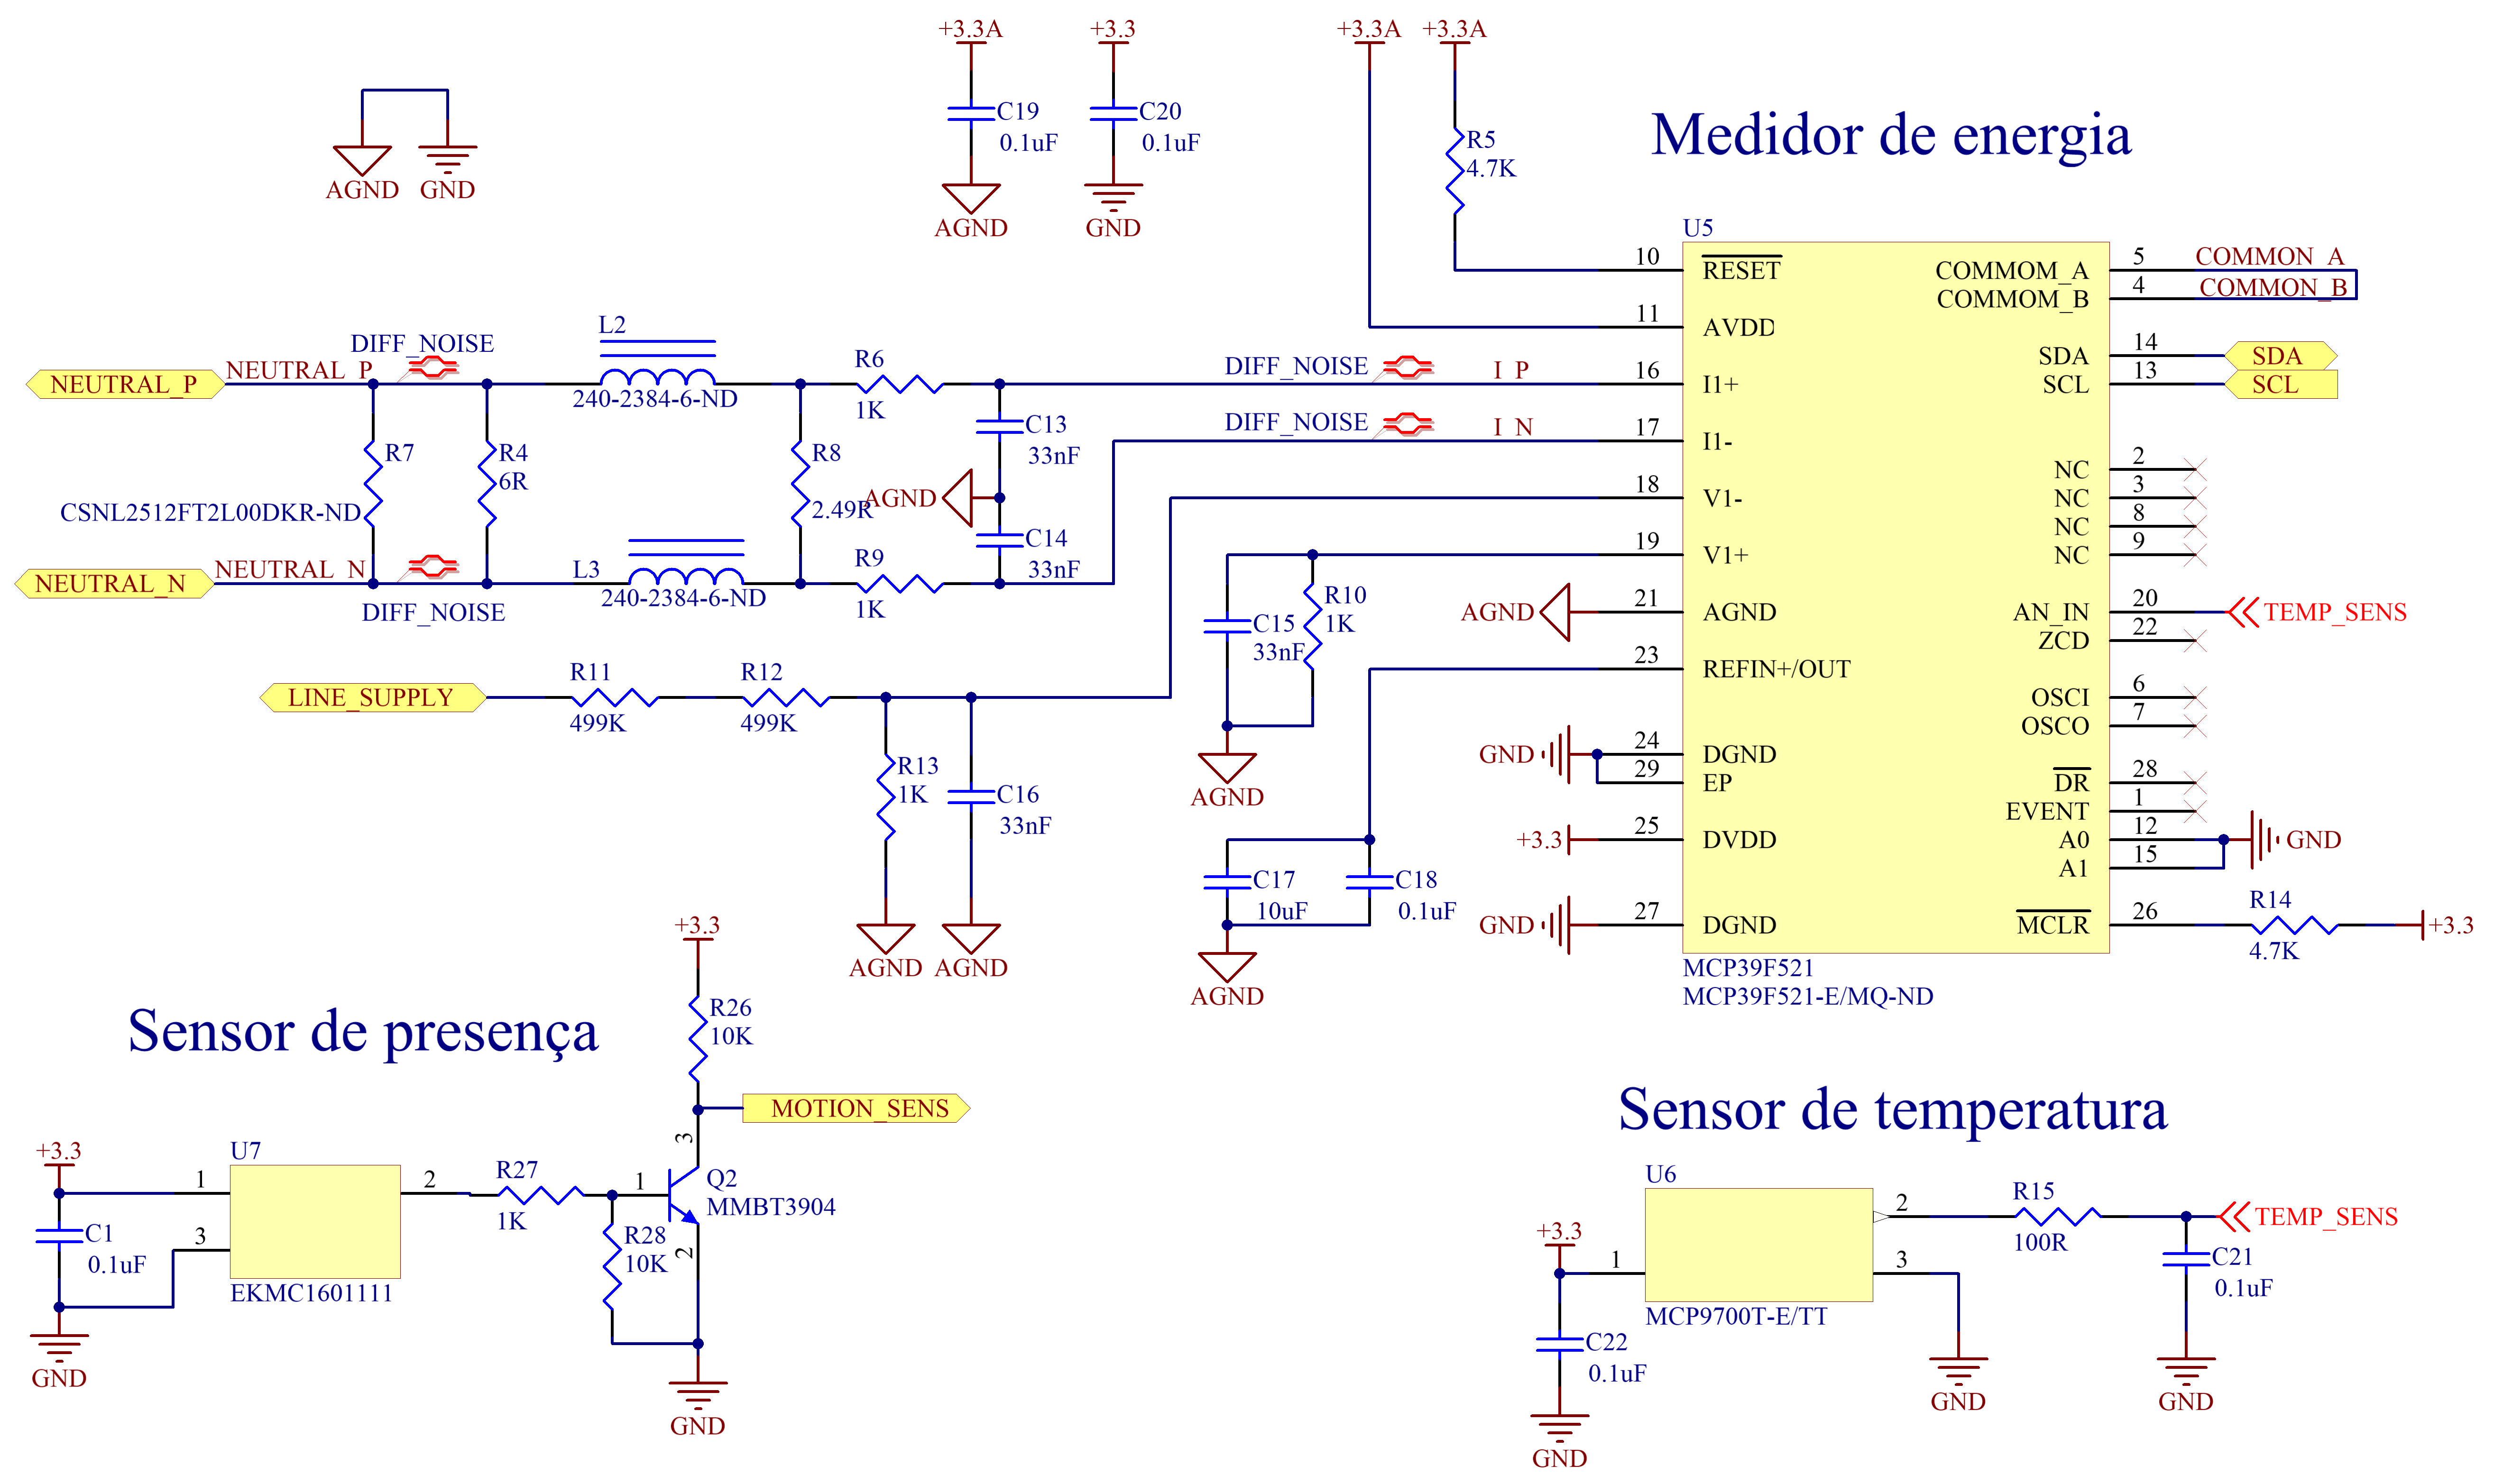 +3.3A
+3.3
+3.3A
+3.3A
C19
0.1uF
C20
0.1uF
AGND
GND
AGND
GND
R5
4.7K
Medidor de energia
U5
10
RESET
11
AVDD
16
I1+
17
I1-
18
V1-
19
V1+
21
AGND
23
REFIN+/OUT
24
DGND
29
EP
25
DVDD
27
DGND
COMMOM_A
5
COMMON_A
COMMOM_B
4
COMMON_B
SDA
14
SDA
SCL
13
SCL
NC
2
NC
3
NC
8
NC
9
AN_IN
20
TEMP_SENS
ZCD
22
OSCI
6
OSCO
7
DR
28
EVENT
1
A0
12
GND
A1
15
MCLR
26
R14
4.7K
+3.3
MCP39F521
MCP39F521-E/MQ-ND
DIFF_NOISE
NEUTRAL_P
NEUTRAL_P
L2
240-2384-6-ND
R6
1K
DIFF_NOISE
I_P
DIFF_NOISE
I_N
R7
CSNL2512FT2L00DKR-ND
R4
6R
R8
2.49R
C13
33nF
AGND
C14
33nF
NEUTRAL_N
NEUTRAL_N
DIFF_NOISE
L3
240-2384-6-ND
R9
1K
AGND
C15
33nF
R10
1K
AGND
LINE_SUPPLY
R11
499K
R12
499K
R13
1K
C16
33nF
AGND
AGND
GND
+3.3
GND
C17
10uF
C18
0.1uF
AGND
Sensor de presença
+3.3
R26
10K
MOTION_SENS
+3.3
U7
1
2
3
C1
0.1uF
EKMC1601111
GND
R27
1K
R28
10K
1
3
2
Q2
MMBT3904
GND
Sensor de temperatura
U6
+3.3
1
2
3
MCP9700T-E/TT
C22
0.1uF
GND
R15
100R
TEMP_SENS
C21
0.1uF
GND
GND